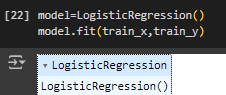 [22] model=LogisticRegression()
model.fit(train_x,train_y)
▾ LogisticRegression
LogisticRegression()